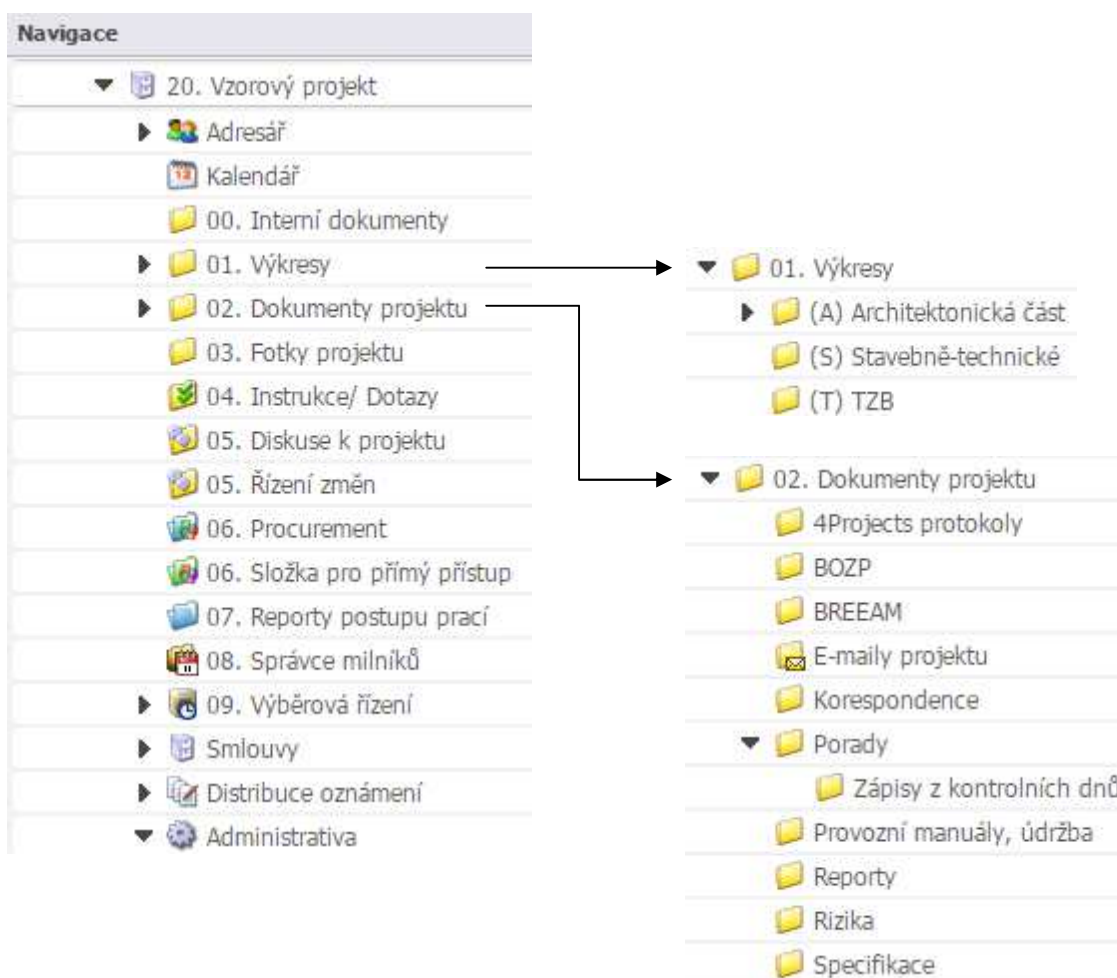 Navigace
20. Vzorový projekt
Adresář
Kalendář
00. Interní dokumenty
01. Výkresy
02. Dokumenty projektu
03. Fotky projektu
04. Instrukce/ Dotazy
05. Diskuse k projektu
05. Řízení změn
06. Procurement
06. Složka pro přímý přístup
07. Reporty postupu prací
08. Správce milníků
09. Výběrová řízení
Smlouvy
Distribuce oznámení
Administrativa
01. Výkresy
(A) Architektonická část
(S) Stavebně-technické
(T) TZB
02. Dokumenty projektu
4Projects protokoly
BOZP
BREEAM
E-maily projektu
Korespondence
Porady
Zápisy z kontrolních dnů
Provozní manuály, údržba
Reporty
Rizika
Specifikace